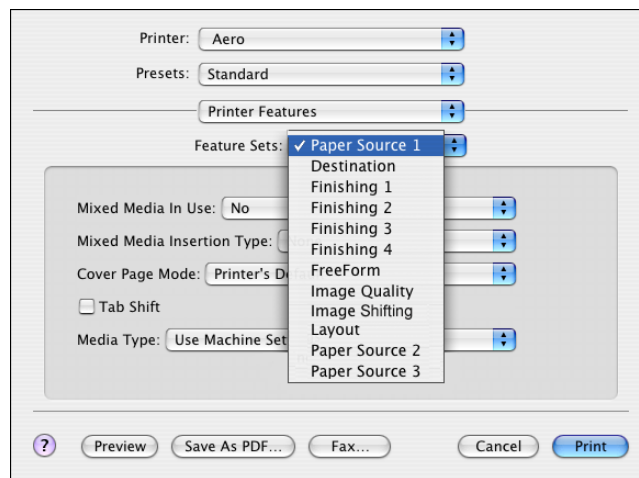 Printer: Aero
Presets: Standard
Printer Features
Feature Sets: ✓ Paper Source 1
Destination
Finishing 1
Finishing 2
Finishing 3
Finishing 4
FreeForm
Image Quality
Image Shifting
Layout
Paper Source 2
Paper Source 3
Mixed Media In Use: No
Mixed Media Insertion Type:
Cover Page Mode: Printer's
Tab Shift
Media Type: Use Machine
? Preview Save As PDF... Fax... Cancel Print